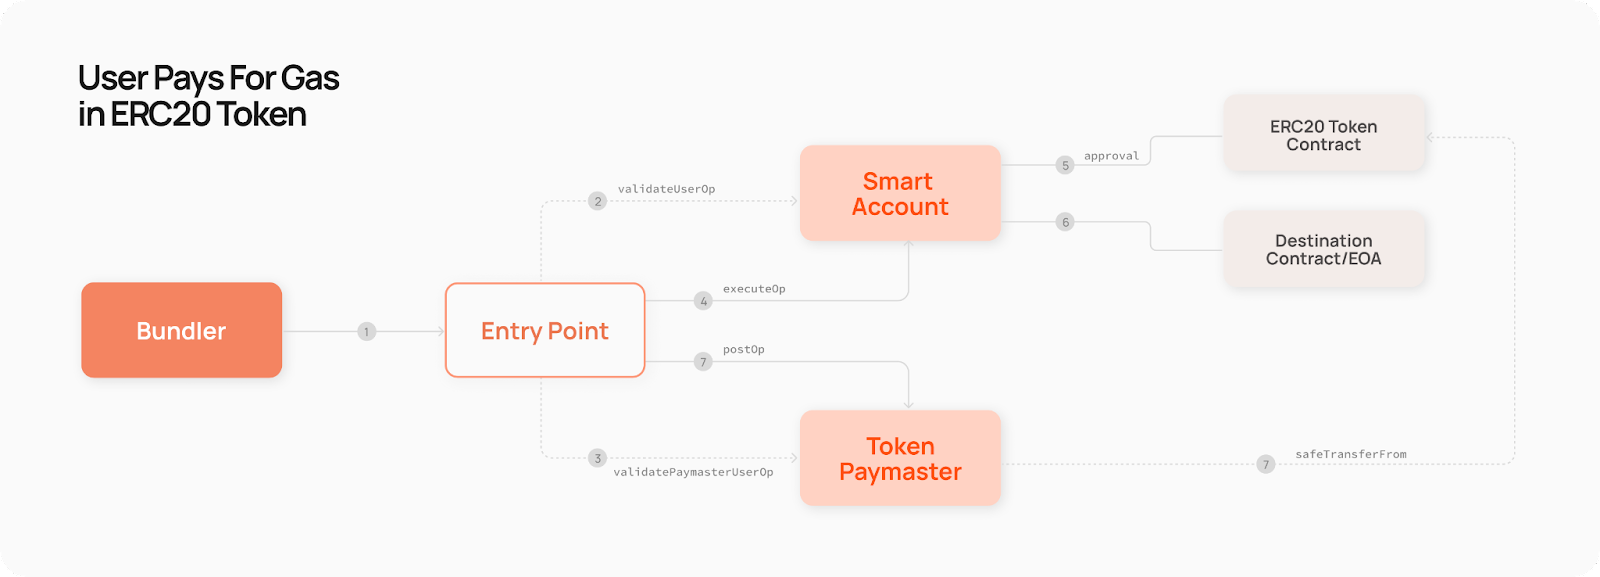 User Pays For Gas
in ERC20 Token
Bundler
1
Entry Point
2
validateUserOp
3
validatePaymasterUserOp
4
executeOp
7
postOp
Smart
Account
Token
Paymaster
5
approval
6
ERC20 Token
Contract
Destination
Contract/EOA
7
safeTransferFrom